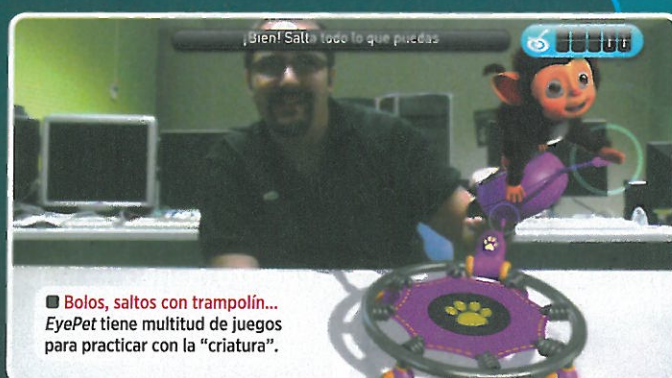 ¡Bien! Salta todo lo que puedas
Bolos, saltos con trampolín...
EyePet tiene multitud de juegos
para practicar con la “criatura”.